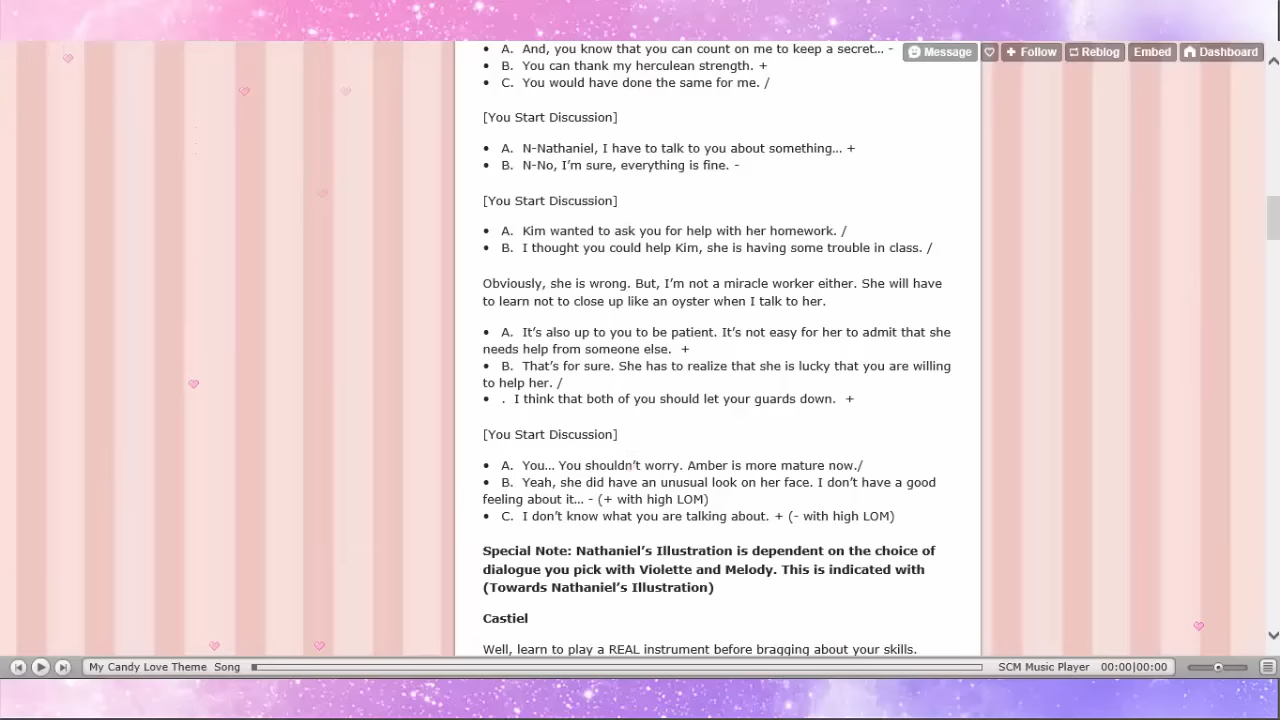 • A. And, you know that you can count on me to keep a secret... -
Message Follow Reblog Embed Dashboard
• B. You can thank my herculean strength. +
• C. You would have done the same for me. /
[You Start Discussion]
• A. N-Nathaniel, I have to talk to you about something... +
• B. N-No, I'm sure, everything is fine. -
[You Start Discussion]
• A. Kim wanted to ask you for help with her homework. /
• B. I thought you could help Kim, she is having some trouble in class. /
Obviously, she is wrong. But, I'm not a miracle worker either. She will have
to learn not to close up like an oyster when I talk to her.
• A. It's also up to you to be patient. It's not easy for her to admit that she
needs help from someone else. +
• B. That's for sure. She has to realize that she is lucky that you are willing
to help her. /
• . I think that both of you should let your guards down. +
[You Start Discussion]
• A. You... You shouldn't worry. Amber is more mature now./
• B. Yeah, she did have an unusual look on her face. I don't have a good
feeling about it... - (+ with high LOM)
• C. I don't know what you are talking about. + (- with high LOM)
Special Note: Nathaniel's Illustration is dependent on the choice of
dialogue you pick with Violette and Melody. This is indicated with
(Towards Nathaniel's Illustration)
Castiel
Well, learn to play a REAL instrument before bragging about your skills.
My Candy Love Theme Song SCM Music Player 00:00|00:00